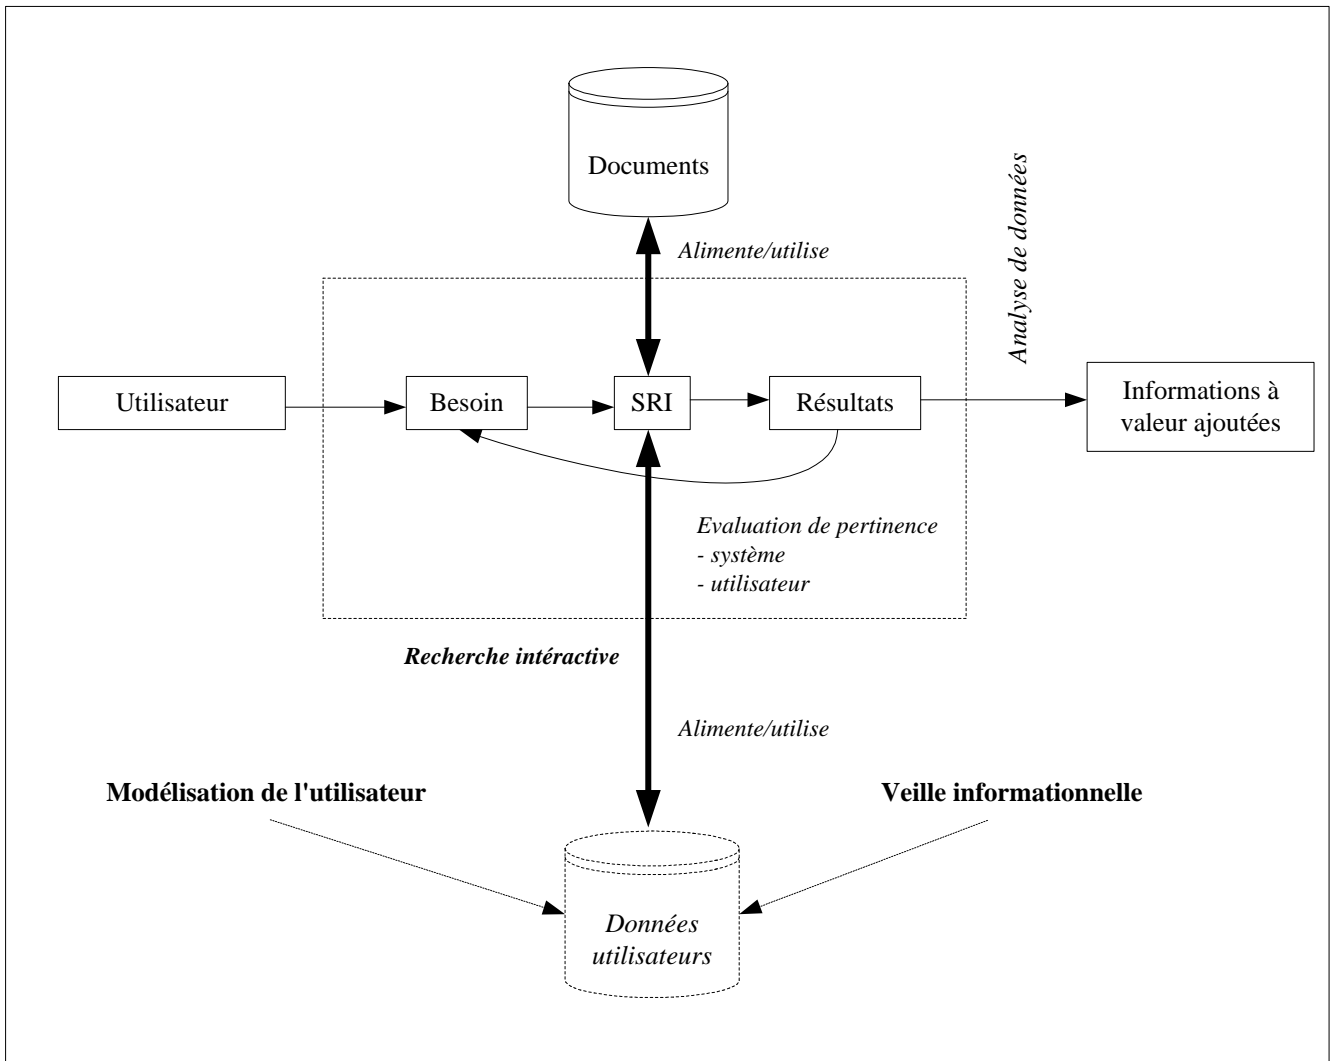 Documents
Analyse de données
Alimente/utilise
Utilisateur
Besoin
SRI
Résultats
Informations à
valeur ajoutées
Evaluation de pertinence
- système
- utilisateur
Recherche intéractive
Alimente/utilise
Modélisation de l'utilisateur
Veille informationnelle
Données
utilisateurs